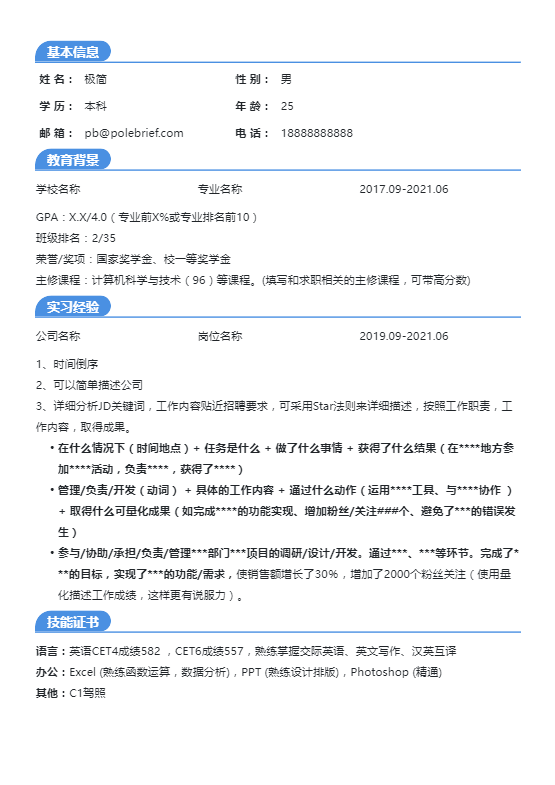 基本信息
姓 名： 极简 性 别： 男
学 历： 本科 年 龄： 25
邮 箱： pb@polebrief.com 电 话： 18888888888
教育背景
学校名称 专业名称 2017.09-2021.06
GPA：X.X/4.0（专业前X%或专业排名前10）
班级排名：2/35
荣誉/奖项：国家奖学金、校一等奖学金
主修课程：计算机科学与技术（96）等课程。(填写和求职相关的主修课程，可带高分数)
实习经验
公司名称 岗位名称 2019.09-2021.06
1、时间倒序
2、可以简单描述公司
3、详细分析JD关键词，工作内容贴近招聘要求，可采用Star法则来详细描述，按照工作职责，工
作内容，取得成果。
• 在什么情况下（时间地点）+ 任务是什么 + 做了什么事情 + 获得了什么结果（在****地方参
加****活动，负责****，获得了****）
• 管理/负责/开发（动词） + 具体的工作内容 + 通过什么动作（运用****工具、与****协作 ）
+ 取得什么可量化成果（如完成****的功能实现、增加粉丝/关注###个、避免了***的错误发
生）
• 参与/协助/承担/负责/管理***部门***项目的调研/设计/开发。通过***、***等环节。完成了*
**的目标，实现了***的功能/需求，使销售额增长了30%，增加了2000个粉丝关注（使用量
化描述工作成绩，这样更有说服力）。
技能证书
语言：英语CET4成绩582 ，CET6成绩557，熟练掌握交际英语、英文写作、汉英互译
办公：Excel (熟练函数运算，数据分析)，PPT (熟练设计排版)，Photoshop (精通)
其他：C1驾照